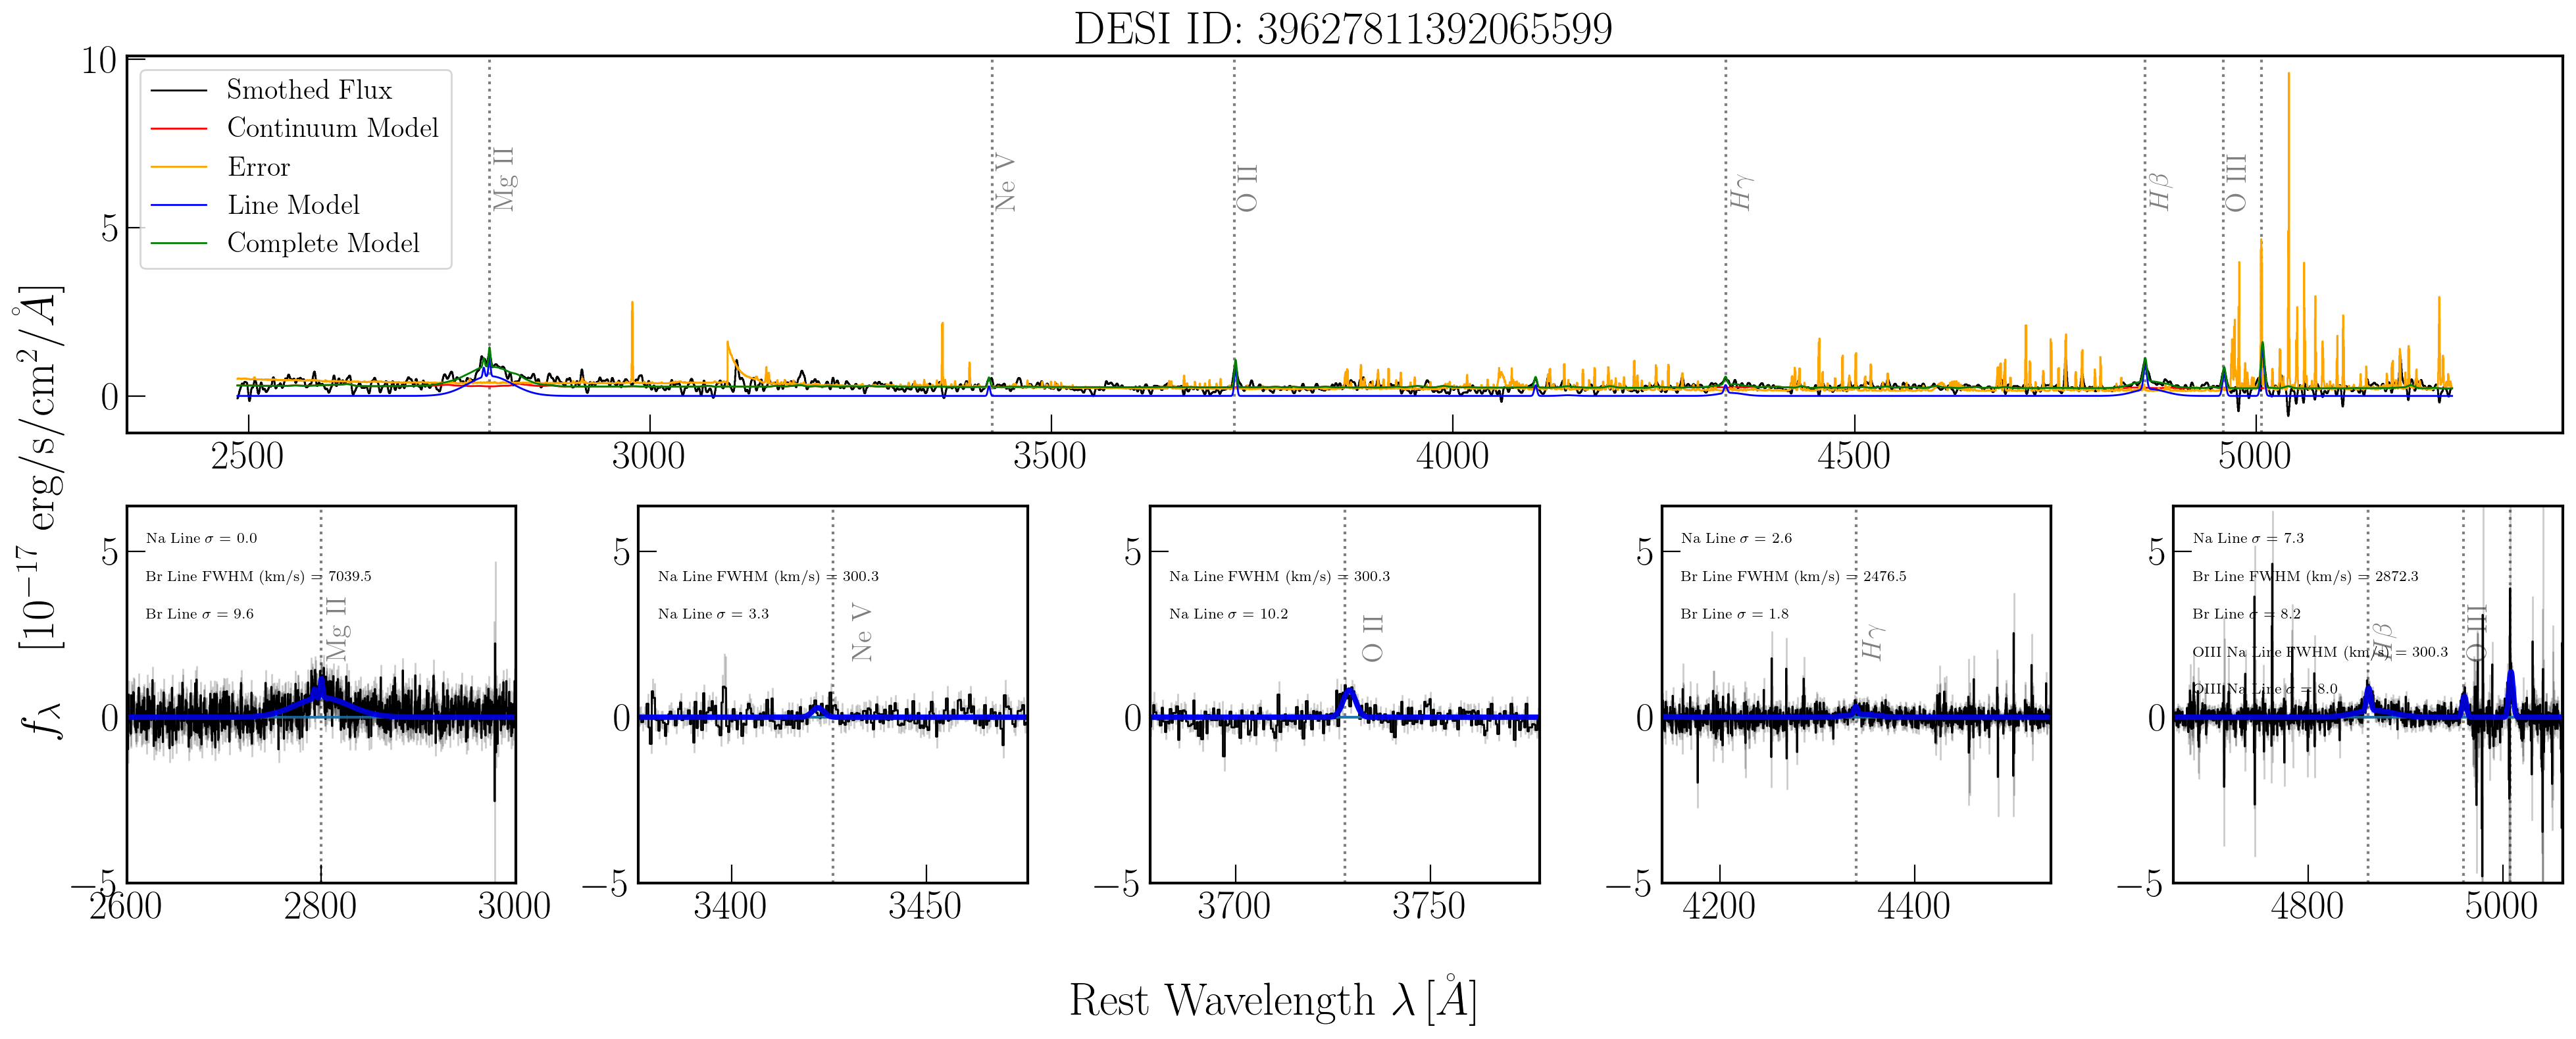 DESI ID: 39627811392065599
10
5
0
Smothed Flux
Continuum Model
Error
Line Model
Complete Model
Mg II
Ne V
O II
Hγ
Hβ
O III
2500 3000 3500 4000 4500 5000
f_λ [10^{-17} erg/s/cm^2/Å]
5
0
−5
Na Line σ = 0.0
Br Line FWHM (km/s) = 7039.5
Br Line σ = 9.6
Mg II
2600 2800 3000
5
0
−5
Na Line FWHM (km/s) = 300.3
Na Line σ = 3.3
Ne V
3400 3450
5
0
−5
Na Line FWHM (km/s) = 300.3
Na Line σ = 10.2
O II
3700 3750
5
0
−5
Na Line σ = 2.6
Br Line FWHM (km/s) = 2476.5
Br Line σ = 1.8
Hγ
4200 4400
5
0
−5
Na Line σ = 7.3
Br Line FWHM (km/s) = 2872.3
Br Line σ = 8.2
OIII Na Line FWHM (km/s) = 300.3
OIII Na Line σ = 8.0
Hβ
O III
4800 5000
Rest Wavelength λ [Å]